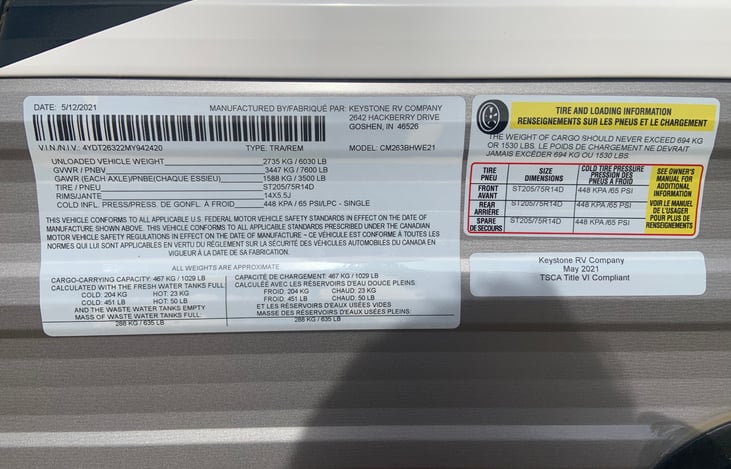 DATE: 5/12/2021 MANUFACTURED BY/FABRIQUÉ PAR: KEYSTONE RV COMPANY
2642 HACKBERRY DRIVE
GOSHEN, IN 46526
V.I.N./N.I.V.: 4YDT26322MY942420 TYPE: TRA/REM MODEL: CM263BHWE21
UNLOADED VEHICLE WEIGHT 2735 KG / 6030 LB
GVWR / PNBV 3447 KG / 7600 LB
GAWR (EACH AXLE)/PNBE(CHAQUE ESSIEU) 1588 KG / 3500 LB
TIRE / PNEU ST205/75R14D
RIMS/JANTE 14X5.5J
COLD INFL. PRESS/PRESS. DE GONFL. À FROID 448 KPA / 65 PSI/LPC - SINGLE
THIS VEHICLE CONFORMS TO ALL APPLICABLE U.S. FEDERAL MOTOR VEHICLE SAFETY STANDARDS IN EFFECT ON THE DATE OF
MANUFACTURE SHOWN ABOVE. THIS VEHICLE CONFORMS TO ALL APPLICABLE STANDARDS PRESCRIBED UNDER THE CANADIAN
MOTOR VEHICLE SAFETY REGULATIONS IN EFFECT ON THE DATE OF MANUFACTURE ~ CE VÉHICULE EST CONFORME À TOUTES LES
NORMES QUI LUI SONT APPLICABLES EN VERTU DU RÈGLEMENT SUR LA SÉCURITÉ DES VÉHICULES AUTOMOBILES DU CANADA EN
VIGUEUR À LA DATE DE SA FABRICATION.
ALL WEIGHTS ARE APPROXIMATE
CARGO-CARRYING CAPACITY: 467 KG / 1029 LB
CALCULATED WITH THE FRESH WATER TANKS FULL:
COLD: 204 KG HOT: 23 KG
COLD: 451 LB HOT: 50 LB
AND THE WASTE WATER TANKS EMPTY
MASS OF WASTE WATER TANKS FULL:
288 KG / 635 LB
CAPACITÉ DE CHARGEMENT: 467 KG / 1029 LB
CALCULÉE AVEC LES RÉSERVOIRS D'EAU DOUCE PLEINS:
FROID: 204 KG CHAUD: 23 KG
FROID: 451 LB CHAUD: 50 LB
ET LES RÉSERVOIRS D'EAUX USÉES VIDES
MASSE DES RÉSERVOIRS D'EAUX USÉES PLEINS:
288 KG / 635 LB
TIRE AND LOADING INFORMATION
RENSEIGNEMENTS SUR LES PNEUS ET LE CHARGEMENT
THE WEIGHT OF CARGO SHOULD NEVER EXCEED 694 KG
OR 1530 LBS. LE POIDS DE CHARGEMENT NE DEVRAIT
JAMAIS EXCÉDER 694 KG OU 1530 LBS.
TIRE
PNEU
SIZE
DIMENSIONS
COLD TIRE PRESSURE
PRESSION DES
PNEUS À FROID
FRONT
AVANT
ST205/75R14D
448 KPA /65 PSI
REAR
ARRIÈRE
ST205/75R14D
448 KPA /65 PSI
SPARE
DE SECOURS
ST205/75R14D
448 KPA /65 PSI
SEE OWNER'S
MANUAL FOR
ADDITIONAL
INFORMATION
VOIR LE MANUEL
DE L'USAGER
POUR PLUS DE
RENSEIGNEMENTS
Keystone RV Company
May 2021
TSCA Title VI Compliant